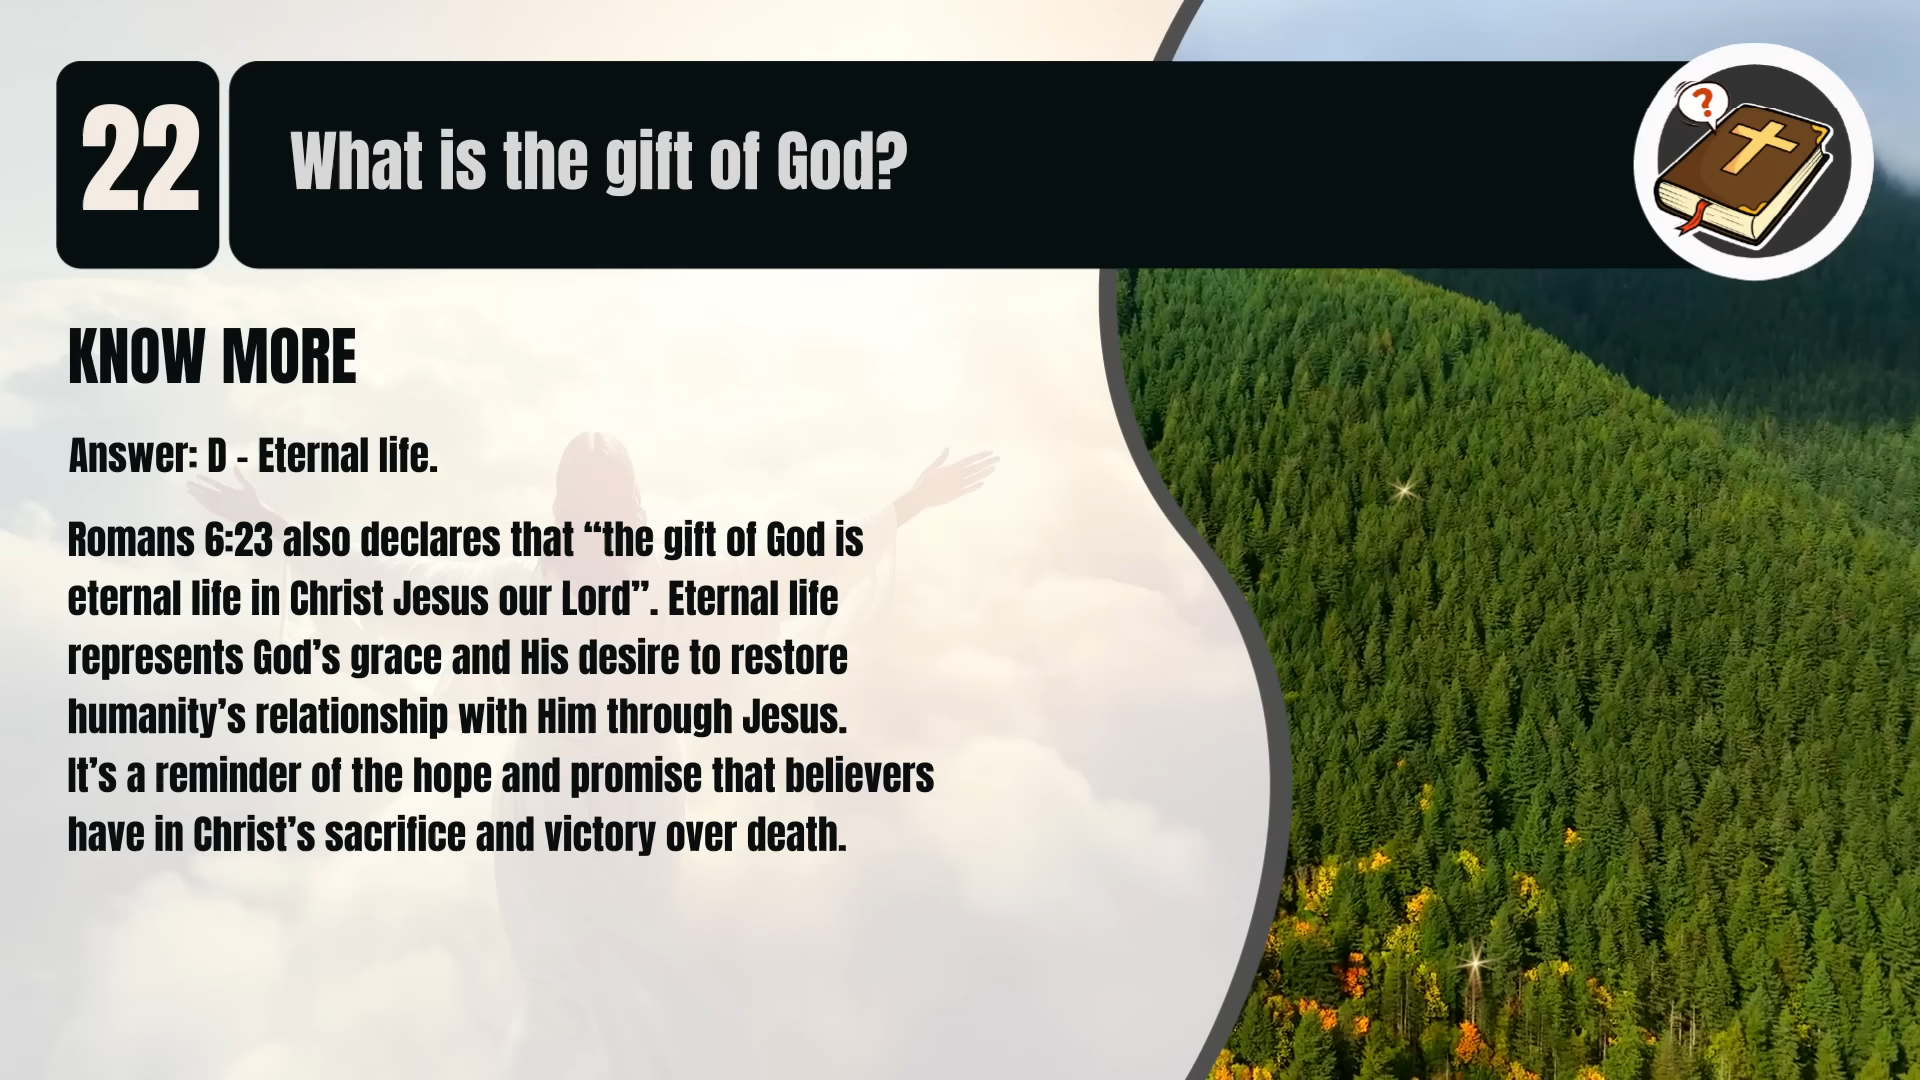 22
What is the gift of God?
?
KNOW MORE
Answer: D - Eternal life.
Romans 6:23 also declares that “the gift of God is
eternal life in Christ Jesus our Lord”. Eternal life
represents God’s grace and His desire to restore
humanity’s relationship with Him through Jesus.
It’s a reminder of the hope and promise that believers
have in Christ’s sacrifice and victory over death.